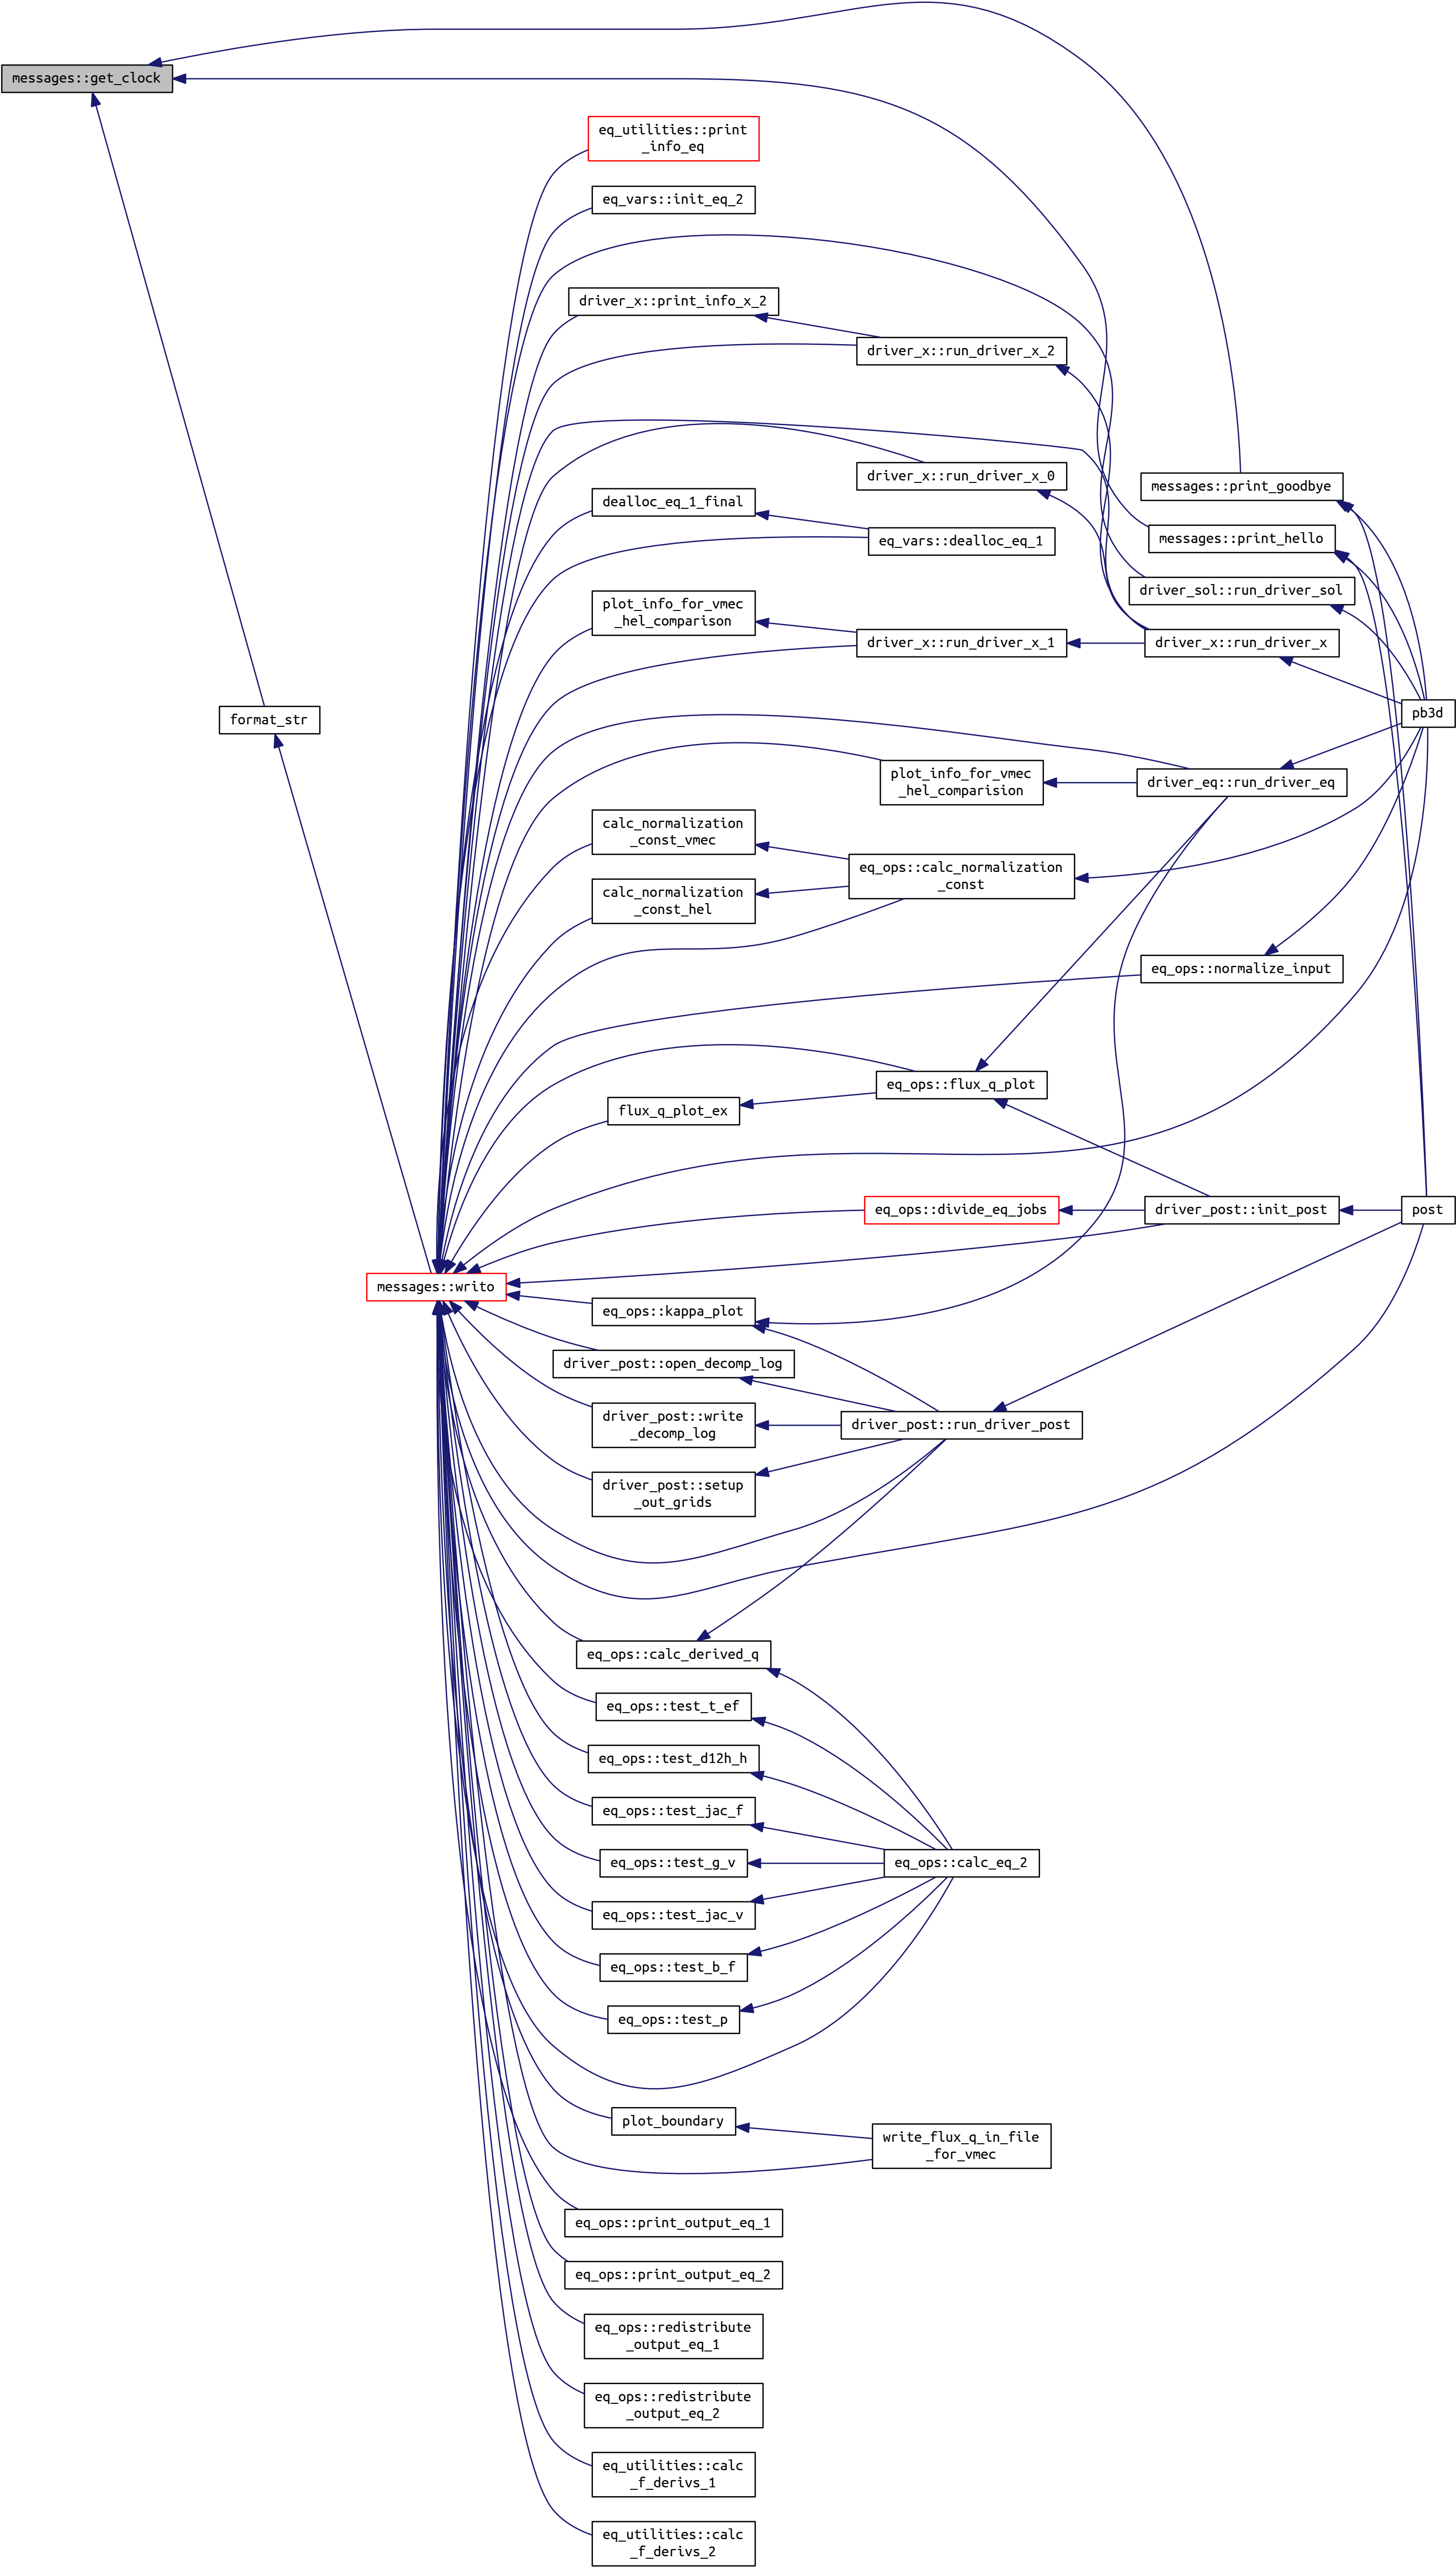 messages::get_clock
eq_utilities::print
_info_eq
eq_vars::init_eq_2
driver_x::print_info_x_2
driver_x::run_driver_x_2
driver_x::run_driver_x_0
messages::print_goodbye
dealloc_eq_1_final
eq_vars::dealloc_eq_1
messages::print_hello
driver_sol::run_driver_sol
plot_info_for_vmec
_hel_comparison
driver_x::run_driver_x_1
driver_x::run_driver_x
format_str
pb3d
plot_info_for_vmec
_hel_comparision
driver_eq::run_driver_eq
calc_normalization
_const_vmec
eq_ops::calc_normalization
_const
calc_normalization
_const_hel
eq_ops::normalize_input
eq_ops::flux_q_plot
flux_q_plot_ex
eq_ops::divide_eq_jobs
driver_post::init_post
post
messages::writo
eq_ops::kappa_plot
driver_post::open_decomp_log
driver_post::write
_decomp_log
driver_post::run_driver_post
driver_post::setup
_out_grids
eq_ops::calc_derived_q
eq_ops::test_t_ef
eq_ops::test_d12h_h
eq_ops::test_jac_f
eq_ops::test_g_v
eq_ops::calc_eq_2
eq_ops::test_jac_v
eq_ops::test_b_f
eq_ops::test_p
plot_boundary
write_flux_q_in_file
_for_vmec
eq_ops::print_output_eq_1
eq_ops::print_output_eq_2
eq_ops::redistribute
_output_eq_1
eq_ops::redistribute
_output_eq_2
eq_utilities::calc
_f_derivs_1
eq_utilities::calc
_f_derivs_2